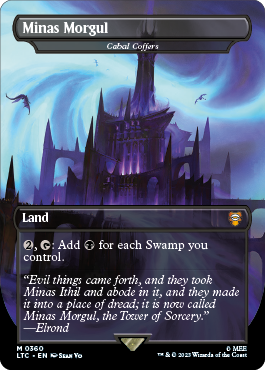 Minas Morgul
Cabal Coffers
Land
2, T: Add B for each Swamp you
control.
“Evil things came forth, and they took
Minas Ithil and abode in it, and they made
it into a place of dread; it is now called
Minas Morgul, the Tower of Sorcery.”
—Elrond
M 0360
LTC • EN Sean Vo
© MEE
™ & © 2023 Wizards of the Coast